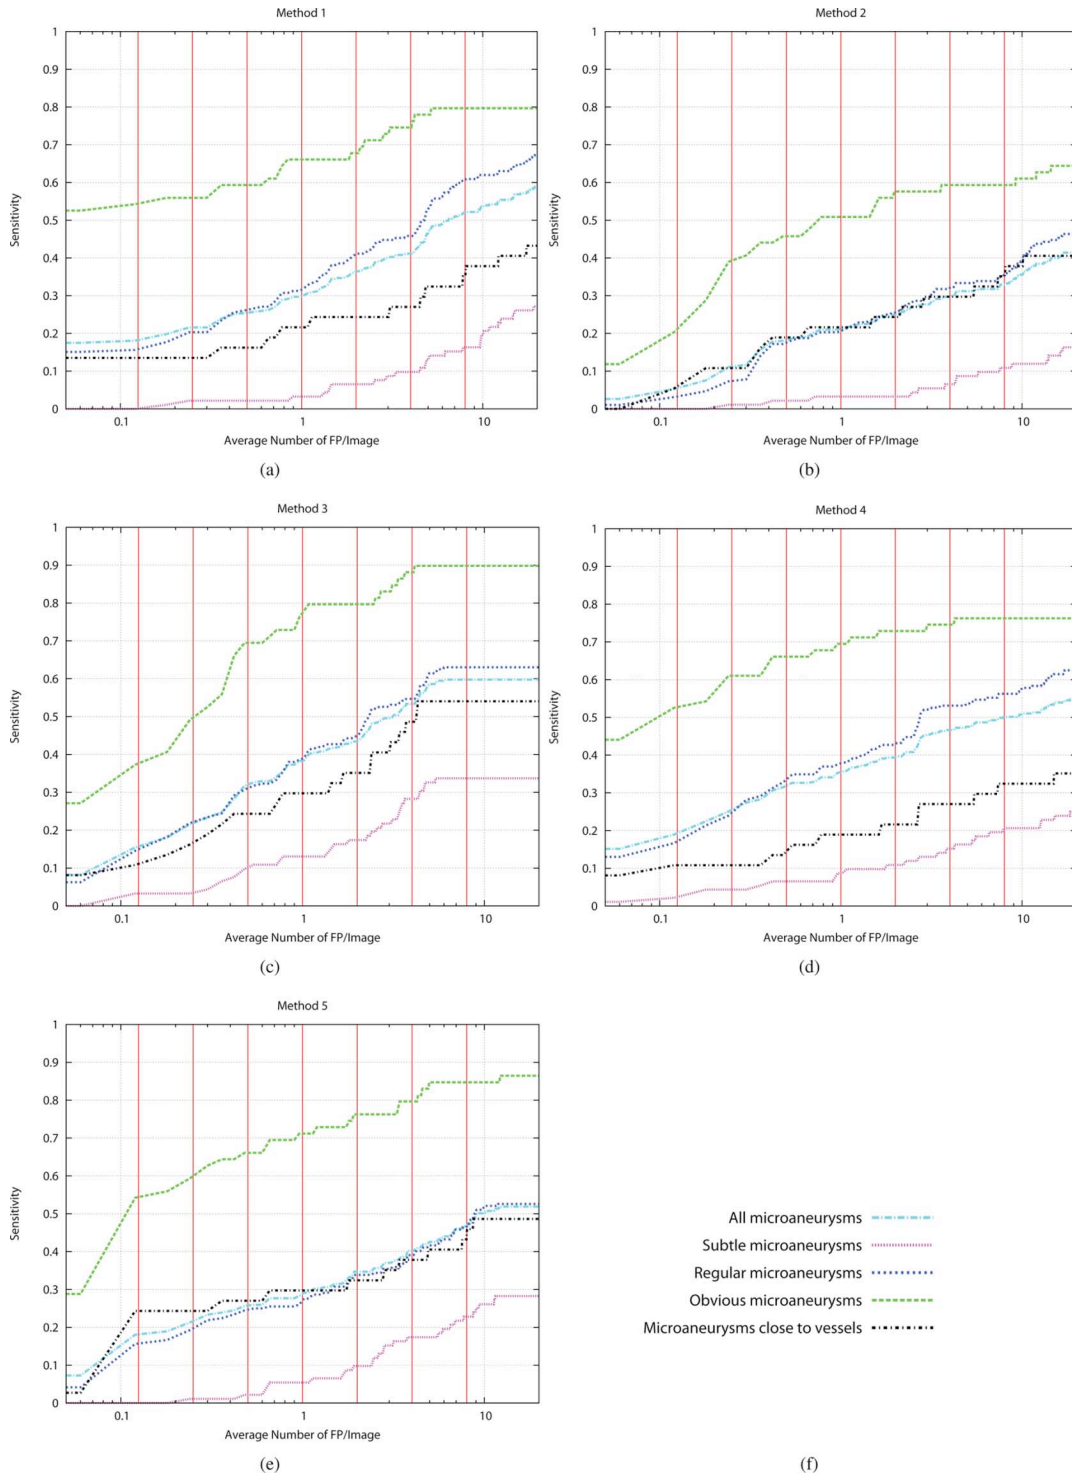 Method 1
1
0.9
0.8
0.7
0.6
0.5
0.4
0.3
0.2
0.1
0
Sensitivity
0.1 1 10
Average Number of FP/Image
(a)
Method 2
1
0.9
0.8
0.7
0.6
0.5
0.4
0.3
0.2
0.1
0
Sensitivity
0.1 1 10
Average Number of FP/Image
(b)
Method 3
1
0.9
0.8
0.7
0.6
0.5
0.4
0.3
0.2
0.1
0
Sensitivity
0.1 1 10
Average Number of FP/Image
(c)
Method 4
1
0.9
0.8
0.7
0.6
0.5
0.4
0.3
0.2
0.1
0
Sensitivity
0.1 1 10
Average Number of FP/Image
(d)
Method 5
1
0.9
0.8
0.7
0.6
0.5
0.4
0.3
0.2
0.1
0
Sensitivity
0.1 1 10
Average Number of FP/Image
(e)
All microaneurysms
Subtle microaneurysms
Regular microaneurysms
Obvious microaneurysms
Microaneurysms close to vessels
(f)